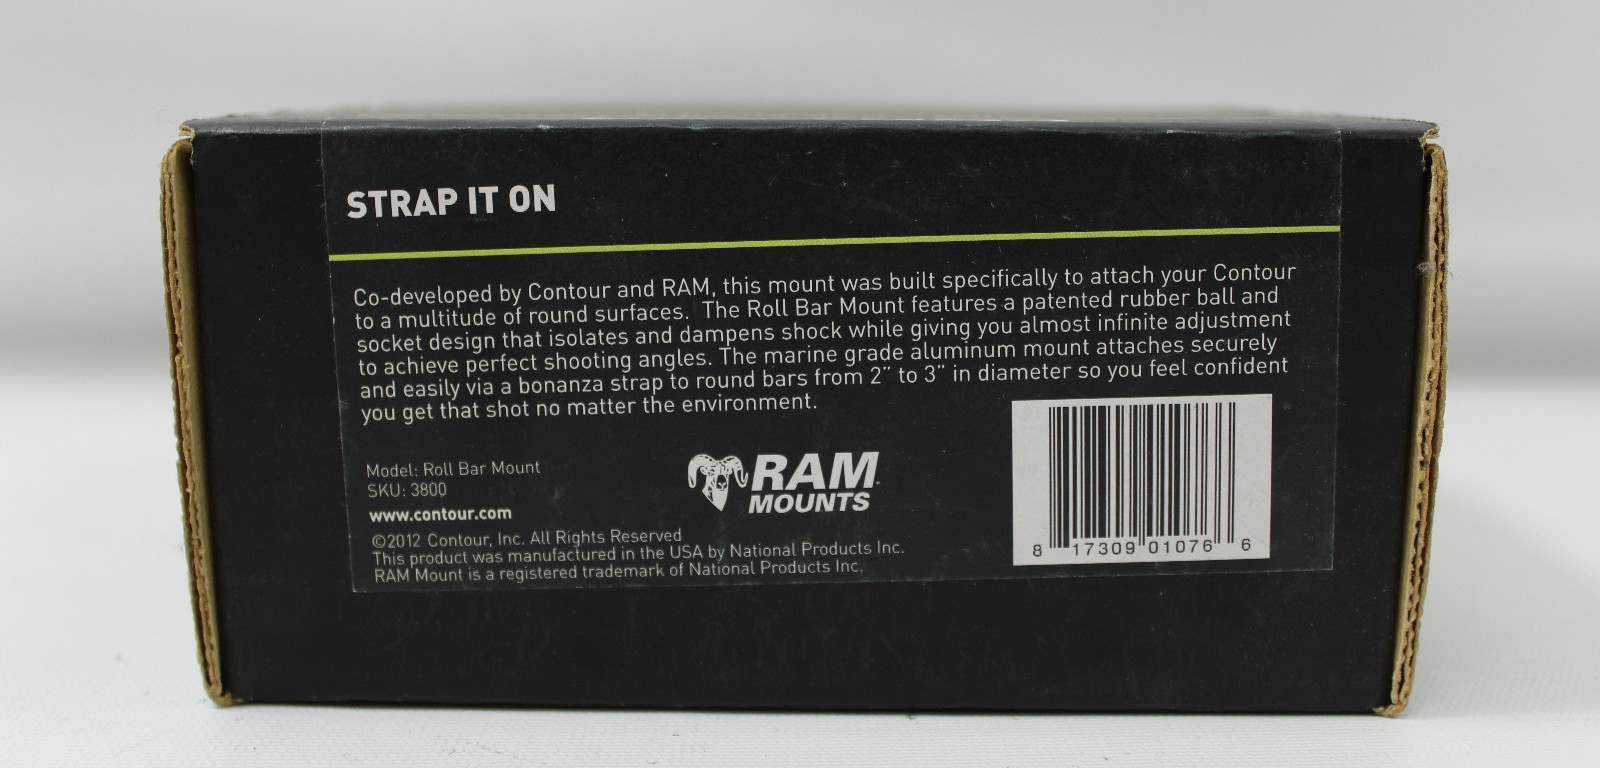 STRAP IT ON
Co-developed by Contour and RAM, this mount was built specifically to attach your Contour
to a multitude of round surfaces. The Roll Bar Mount features a patented rubber ball and
socket design that isolates and dampens shock while giving you almost infinite adjustment
to achieve perfect shooting angles. The marine grade aluminum mount attaches securely
and easily via a bonanza strap to round bars from 2" to 3" in diameter so you feel confident
you get that shot no matter the environment.
Model: Roll Bar Mount
SKU: 3800
www.contour.com
©2012 Contour, Inc. All Rights Reserved
This product was manufactured in the USA by National Products Inc.
RAM Mount is a registered trademark of National Products Inc.
RAM
MOUNTS
8 17309 01076 6